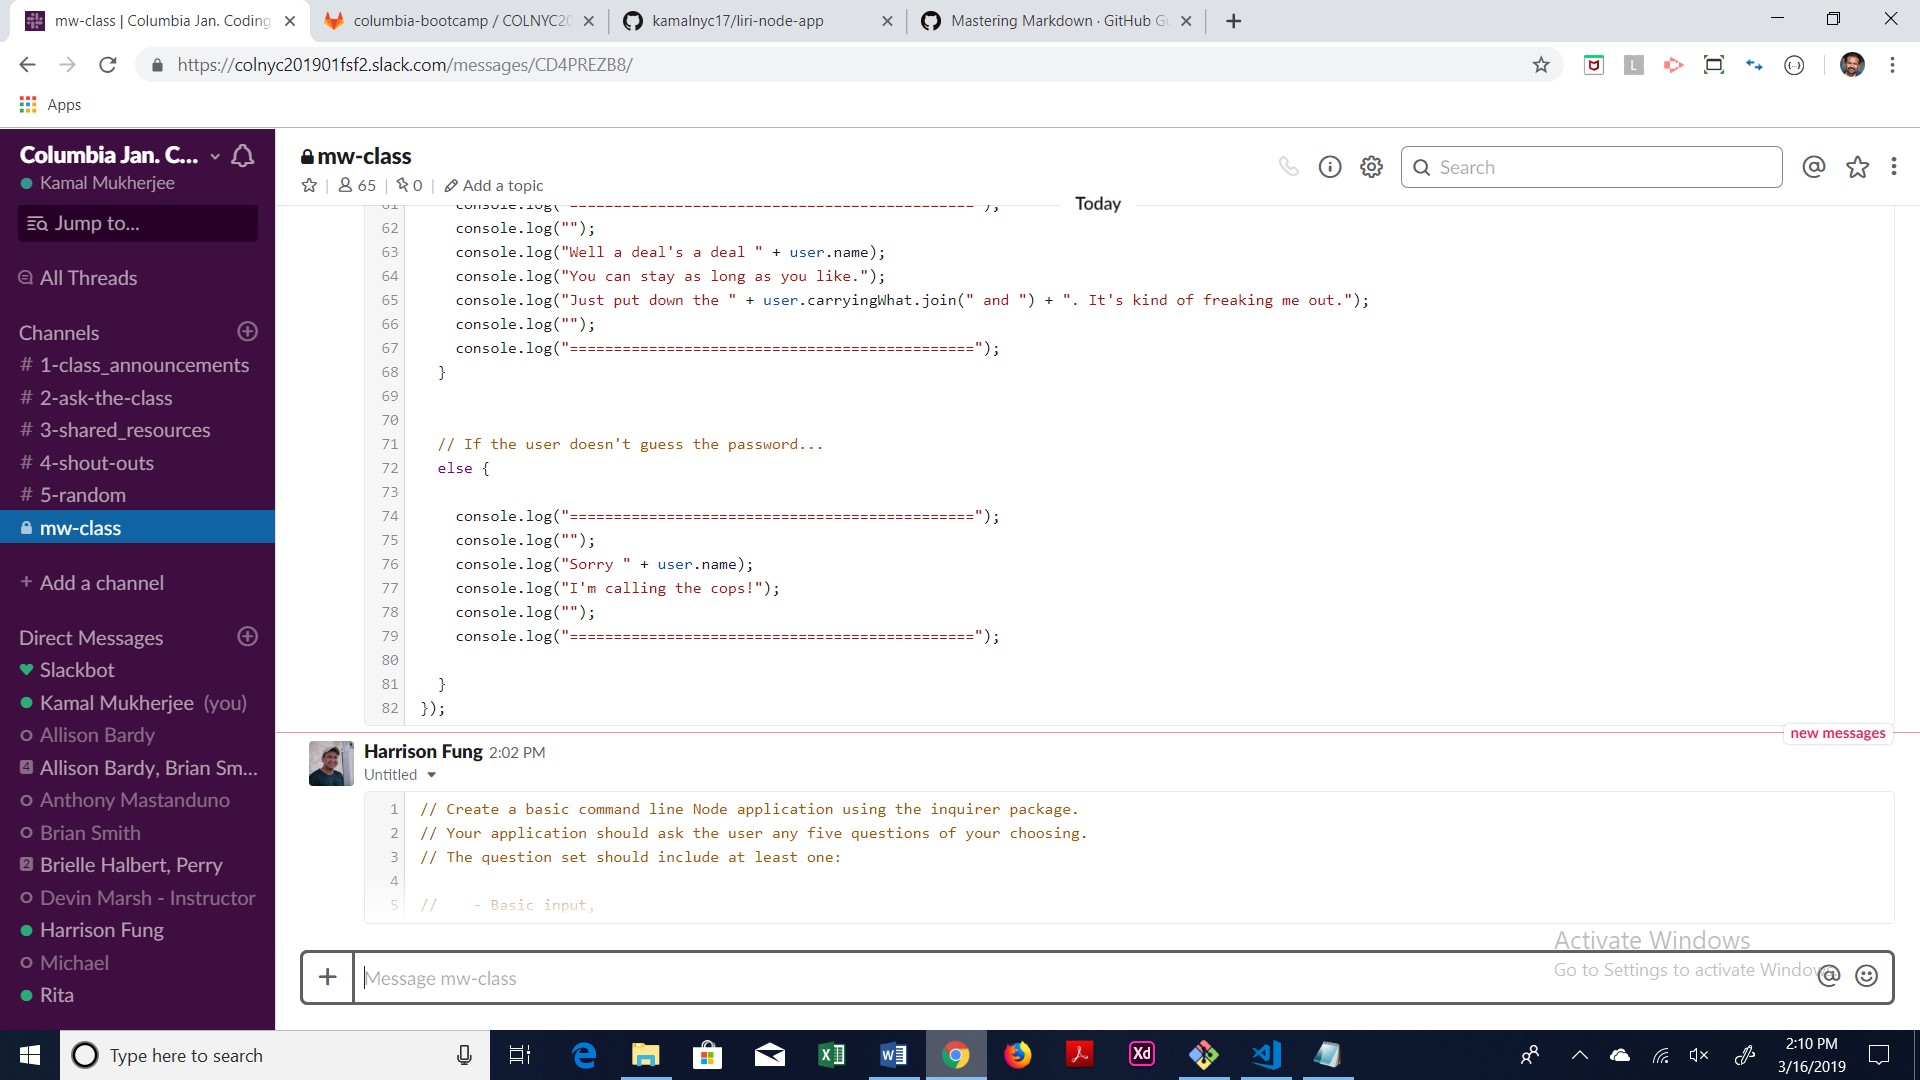 mw-class | Columbia Jan. Coding
columbia-bootcamp / COLNYC20
kamalnyc17/liri-node-app
Mastering Markdown · GitHub Gu
https://colnyc201901fsf2.slack.com/messages/CD4PREZB8/
Apps
Columbia Jan. C...
Kamal Mukherjee
Jump to...
All Threads
Channels
# 1-class_announcements
# 2-ask-the-class
# 3-shared_resources
# 4-shout-outs
# 5-random
mw-class
+ Add a channel
Direct Messages
Slackbot
Kamal Mukherjee (you)
Allison Bardy
4 Allison Bardy, Brian Sm...
Anthony Mastanduno
Brian Smith
2 Brielle Halbert, Perry
Devin Marsh - Instructor
Harrison Fung
Michael
Rita
mw-class
65 | 0 | Add a topic
Search
Today
61 console.log("==============================================");
62 console.log("");
63 console.log("Well a deal's a deal " + user.name);
64 console.log("You can stay as long as you like.");
65 console.log("Just put down the " + user.carryingWhat.join(" and ") + ". It's kind of freaking me out.");
66 console.log("");
67 console.log("==============================================");
68 }
69
70
71 // If the user doesn't guess the password...
72 else {
73
74 console.log("==============================================");
75 console.log("");
76 console.log("Sorry " + user.name);
77 console.log("I'm calling the cops!");
78 console.log("");
79 console.log("==============================================");
80
81 }
82 });
new messages
Harrison Fung 2:02 PM
Untitled
1 // Create a basic command line Node application using the inquirer package.
2 // Your application should ask the user any five questions of your choosing.
3 // The question set should include at least one:
4
5 // - Basic input,
Message mw-class
Activate Windows
Go to Settings to activate Windows.
Type here to search
2:10 PM
3/16/2019